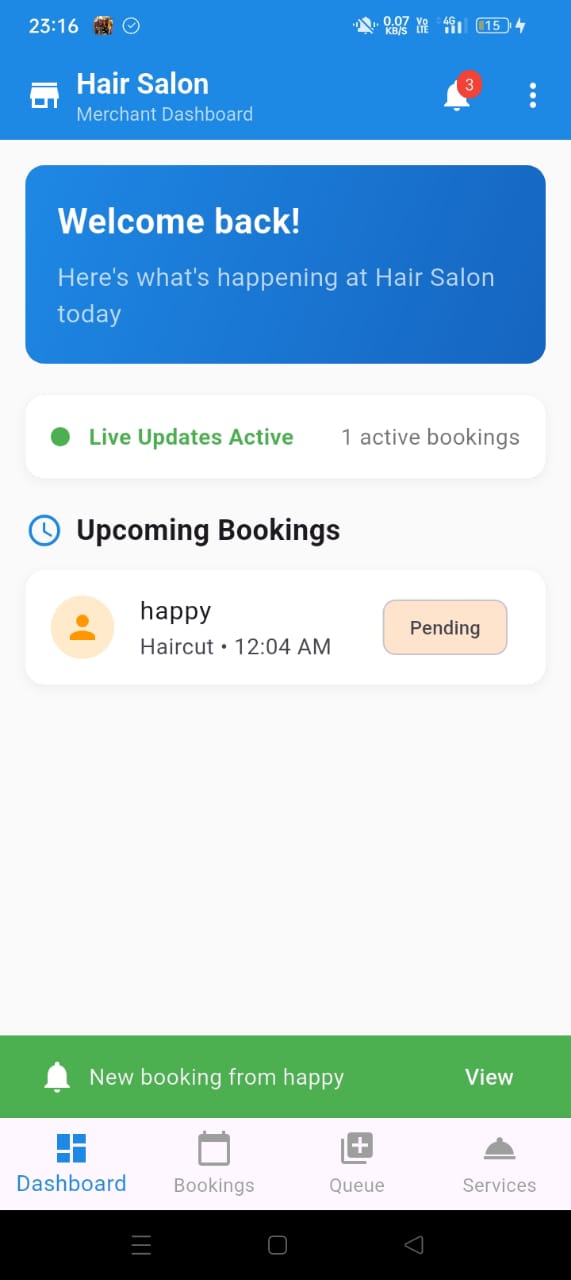 23:16
0.07 KB/S
Vo LTE
4G
15
Hair Salon
Merchant Dashboard
3
Welcome back!
Here's what's happening at Hair Salon
today
Live Updates Active
1 active bookings
Upcoming Bookings
happy
Haircut • 12:04 AM
Pending
New booking from happy
View
Dashboard
Bookings
Queue
Services